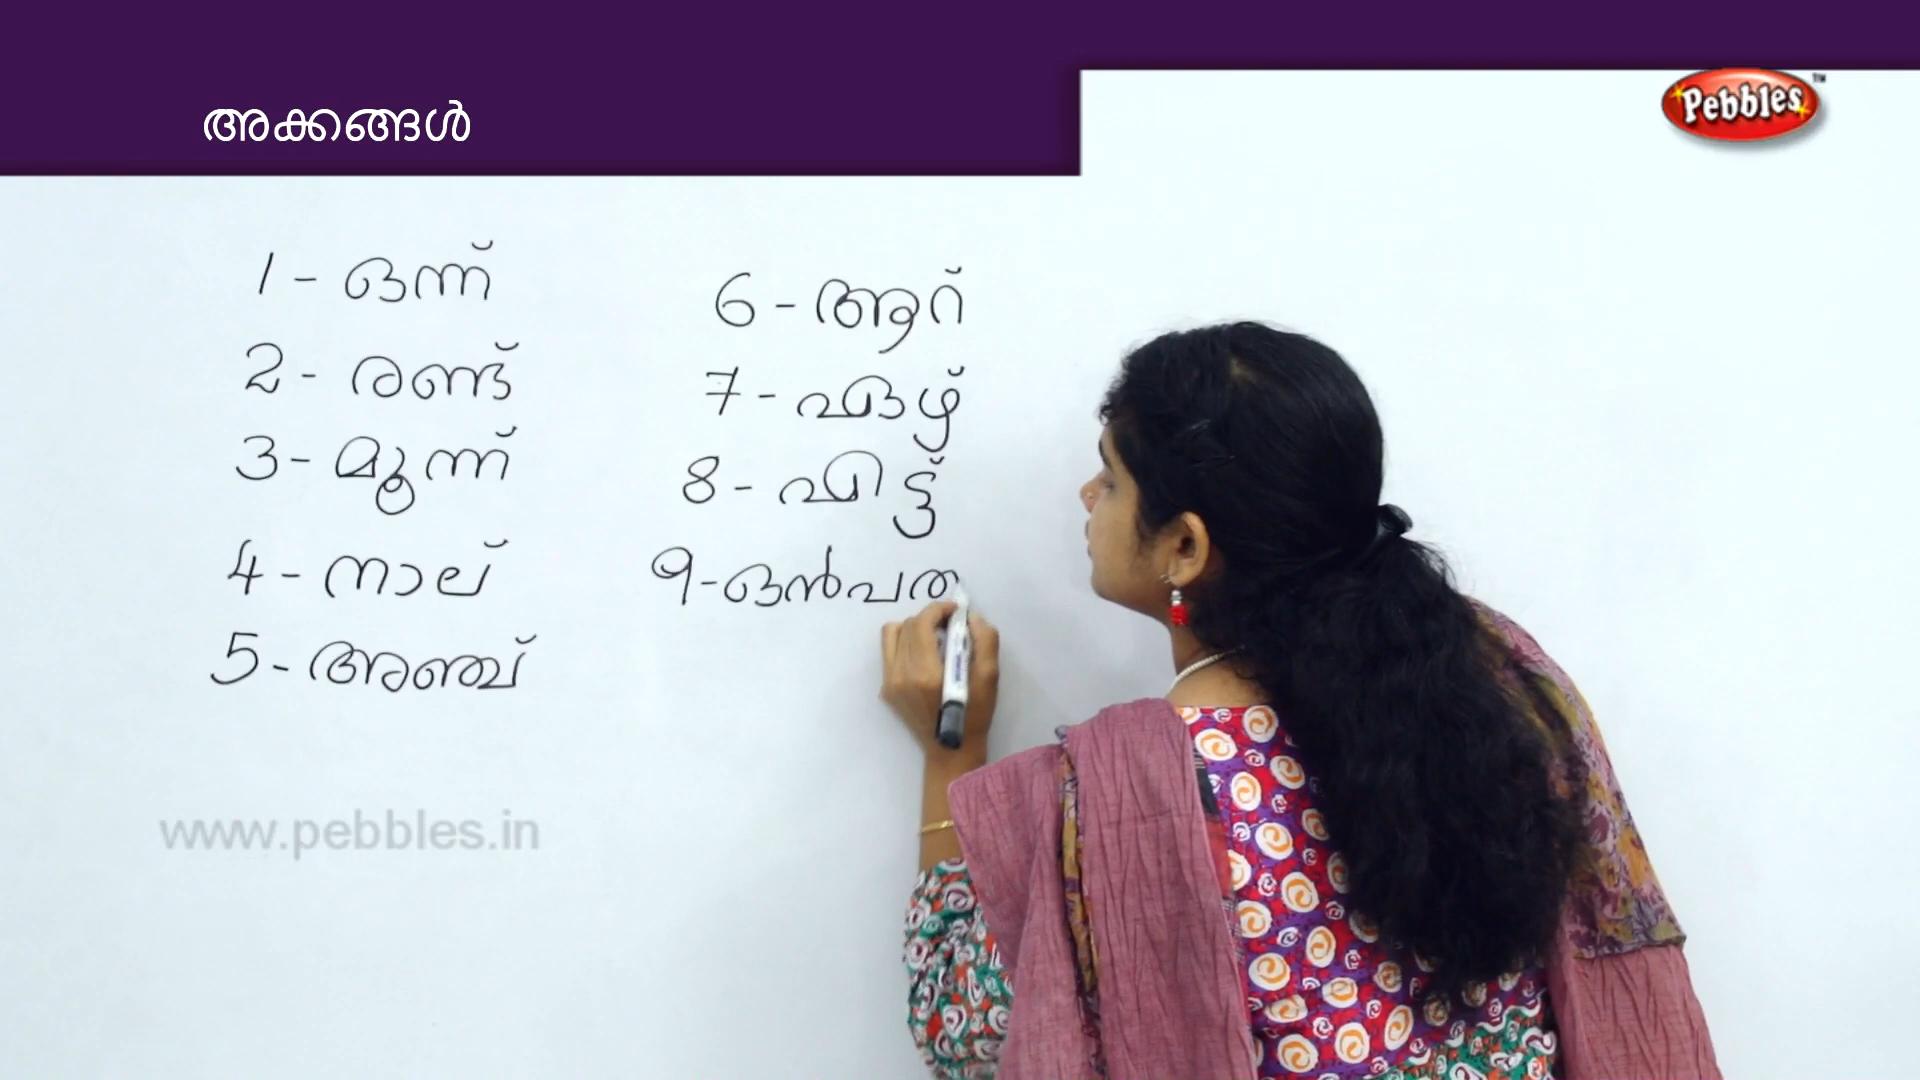 അക്കങ്ങൾ
Pebbles™
1 - ഒന്ന്
2 - രണ്ട്
3 - മൂന്ന്
4 - നാല്
5 - അഞ്ച്
6 - ആറ്
7 - ഏഴ്
8 - എട്ട്
9 - ഒൻപത
www.pebbles.in